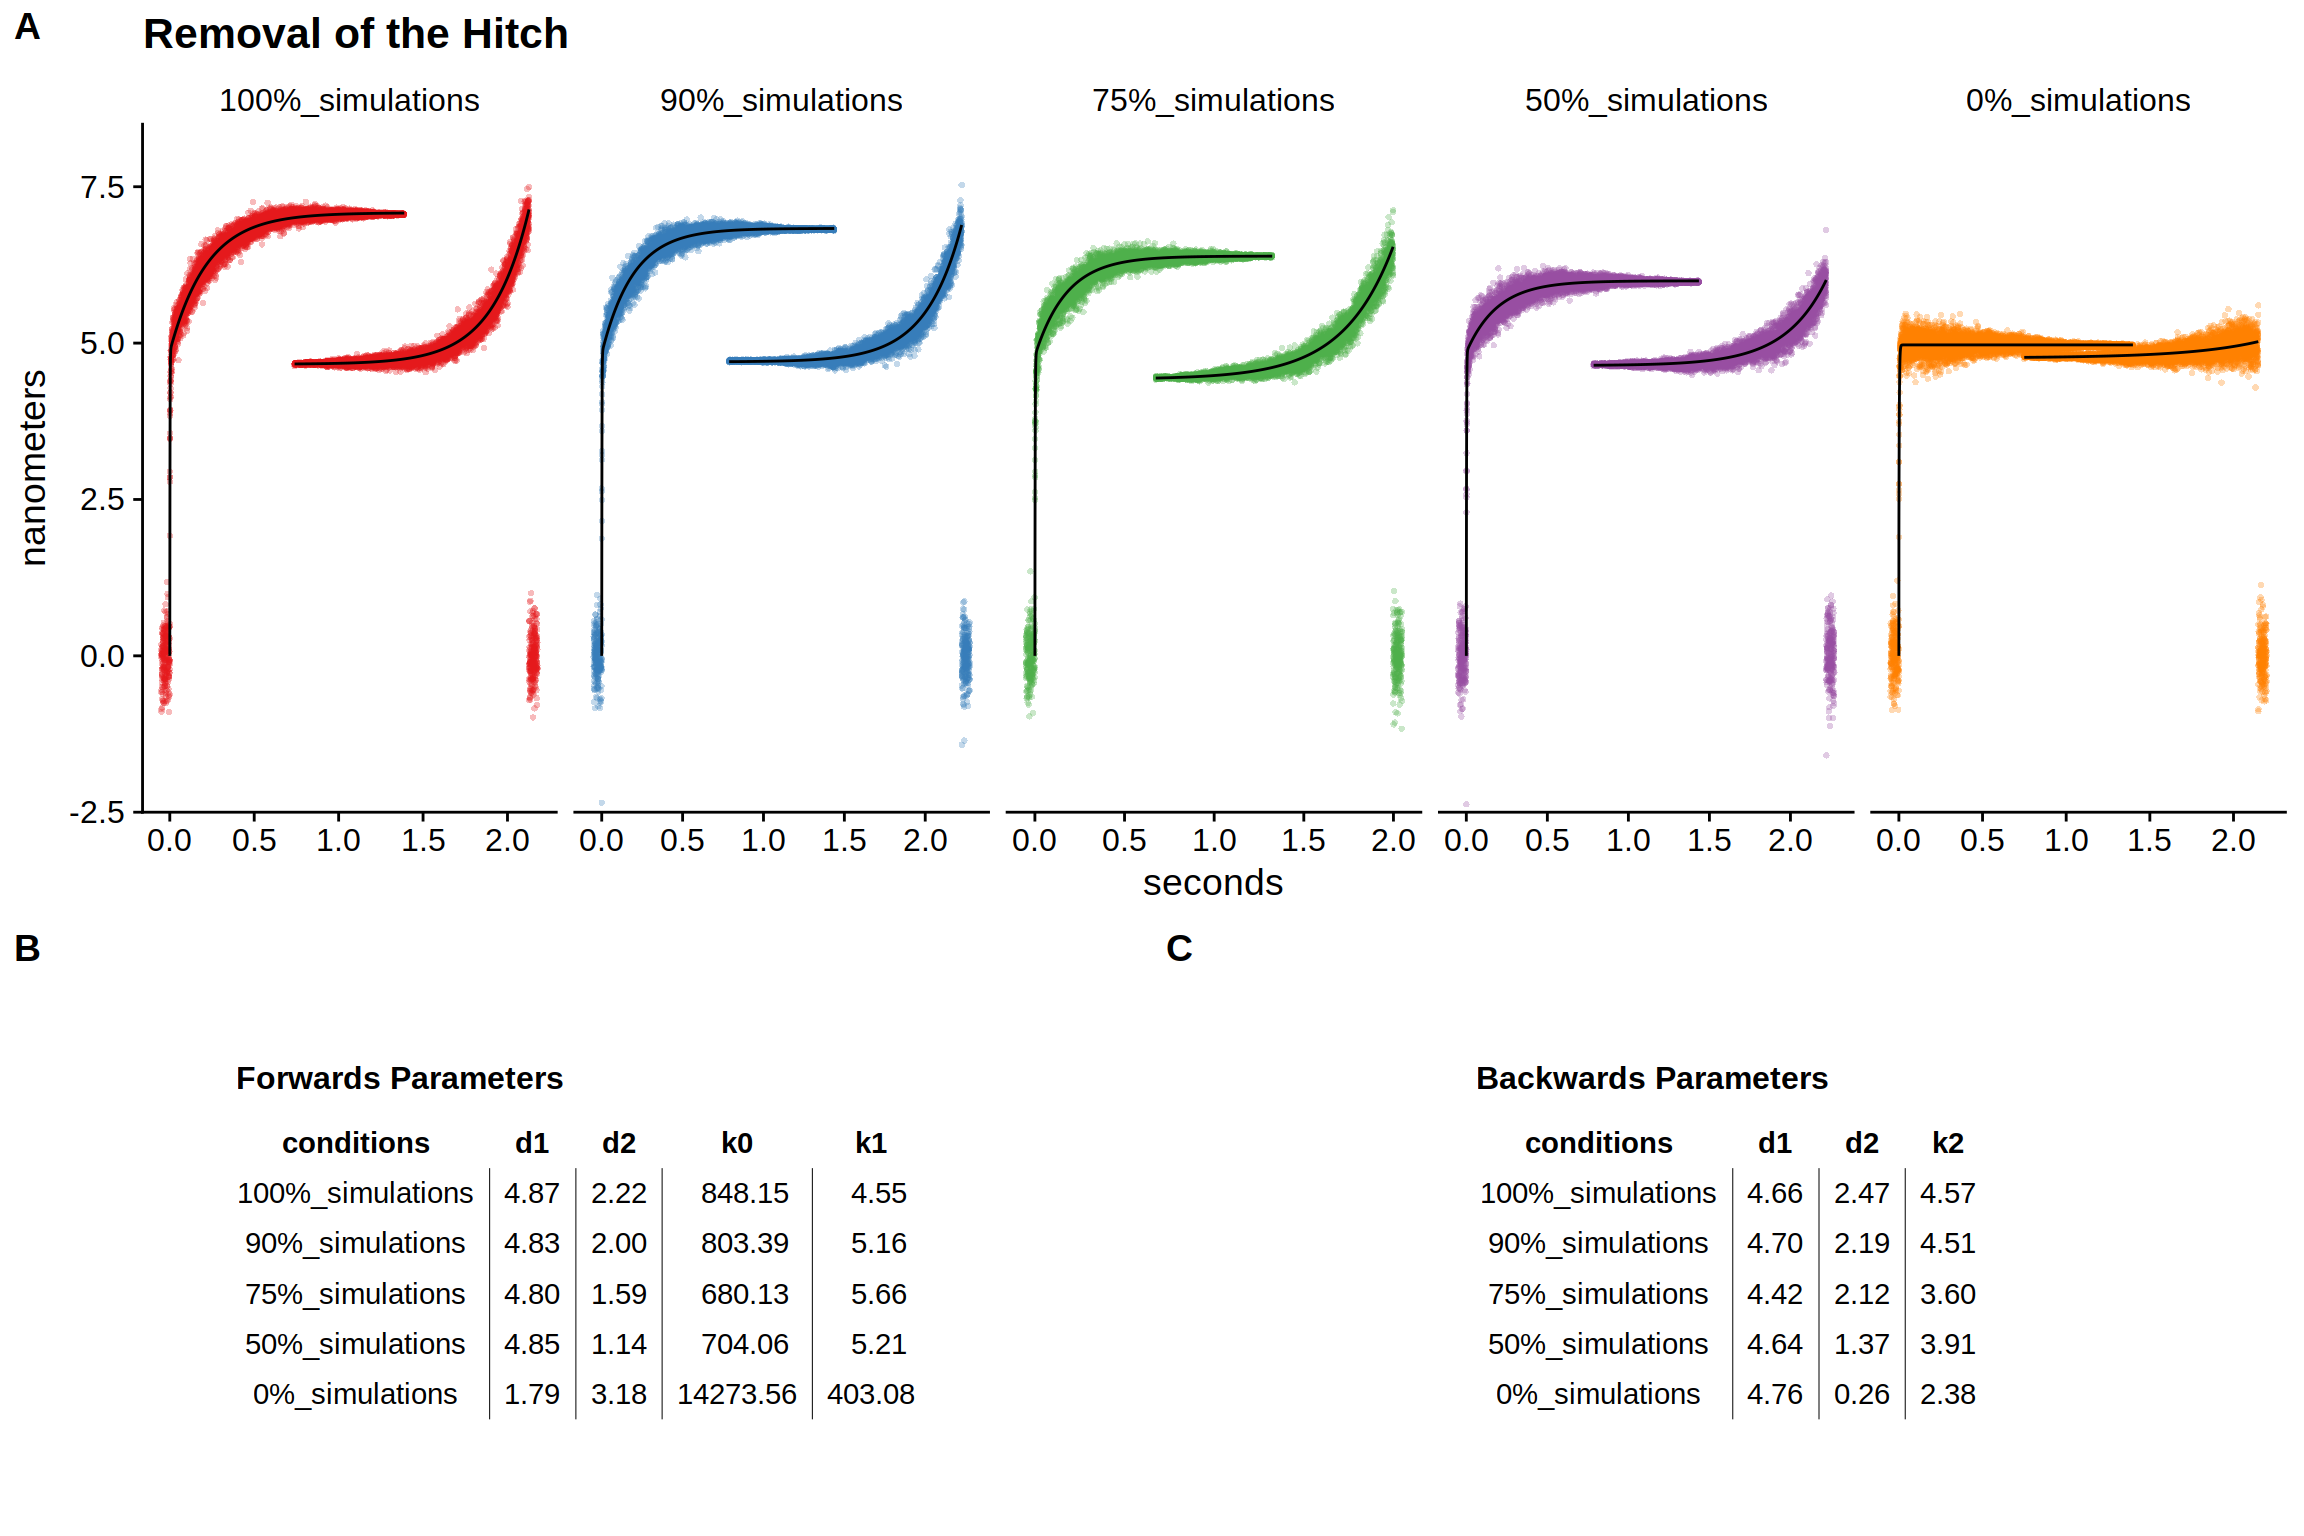 A
Removal of the Hitch
100%_simulations 90%_simulations 75%_simulations 50%_simulations 0%_simulations
nanometers
7.5
5.0
2.5
0.0
-2.5
0.0 0.5 1.0 1.5 2.0 0.0 0.5 1.0 1.5 2.0 0.0 0.5 1.0 1.5 2.0 0.0 0.5 1.0 1.5 2.0 0.0 0.5 1.0 1.5 2.0
seconds
B
Forwards Parameters
conditions d1 d2 k0 k1
100%_simulations 4.87 2.22 848.15 4.55
90%_simulations 4.83 2.00 803.39 5.16
75%_simulations 4.80 1.59 680.13 5.66
50%_simulations 4.85 1.14 704.06 5.21
0%_simulations 1.79 3.18 14273.56 403.08
C
Backwards Parameters
conditions d1 d2 k2
100%_simulations 4.66 2.47 4.57
90%_simulations 4.70 2.19 4.51
75%_simulations 4.42 2.12 3.60
50%_simulations 4.64 1.37 3.91
0%_simulations 4.76 0.26 2.38